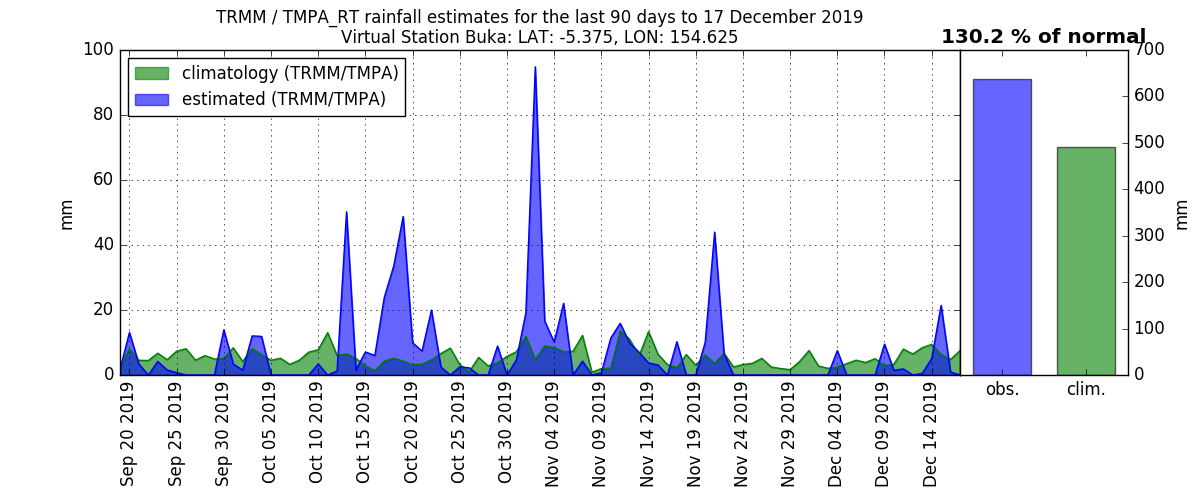 TRMM / TMPA_RT rainfall estimates for the last 90 days to 17 December 2019
Virtual Station Buka: LAT: -5.375, LON: 154.625
130.2 % of normal
climatology (TRMM/TMPA)
estimated (TRMM/TMPA)
100
80
60
40
20
0
mm
Sep 20 2019
Sep 25 2019
Sep 30 2019
Oct 05 2019
Oct 10 2019
Oct 15 2019
Oct 20 2019
Oct 25 2019
Oct 30 2019
Nov 04 2019
Nov 09 2019
Nov 14 2019
Nov 19 2019
Nov 24 2019
Nov 29 2019
Dec 04 2019
Dec 09 2019
Dec 14 2019
obs.
clim.
700
600
500
400
300
200
100
0
mm